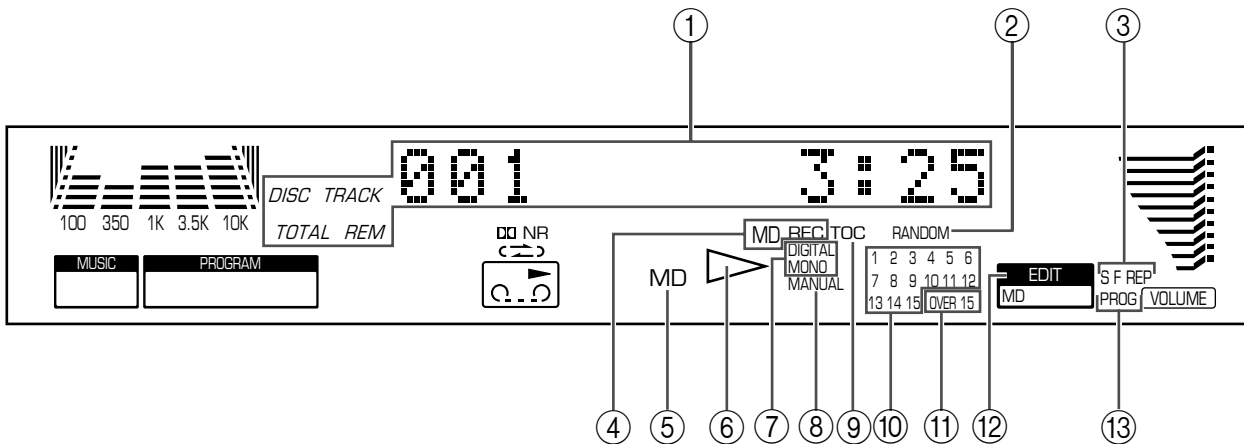 ① ② ③
DISC TRACK 001 3:25
100 350 1K 3.5K 10K
TOTAL REM
NR
MD REC TOC RANDOM
MUSIC PROGRAM
MD
DIGITAL
MONO
MANUAL
1 2 3 4 5 6
7 8 9 10 11 12
13 14 15 OVER 15
EDIT
MD
S F REP
PROG VOLUME
④ ⑤ ⑥ ⑦ ⑧ ⑨ ⑩ ⑪ ⑫ ⑬